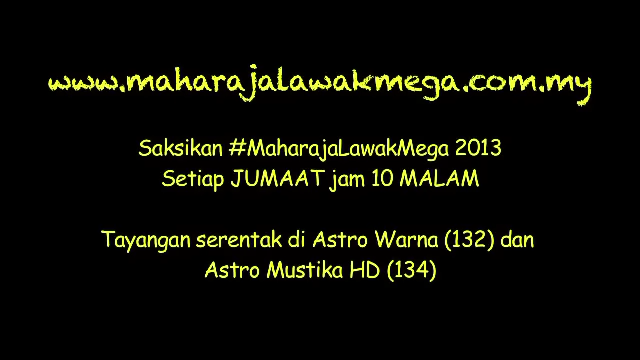 www.maharajalawakmega.com.my
Saksikan #MaharajaLawakMega 2013
Setiap JUMAAT jam 10 MALAM
Tayangan serentak di Astro Warna (132) dan
Astro Mustika HD (134)